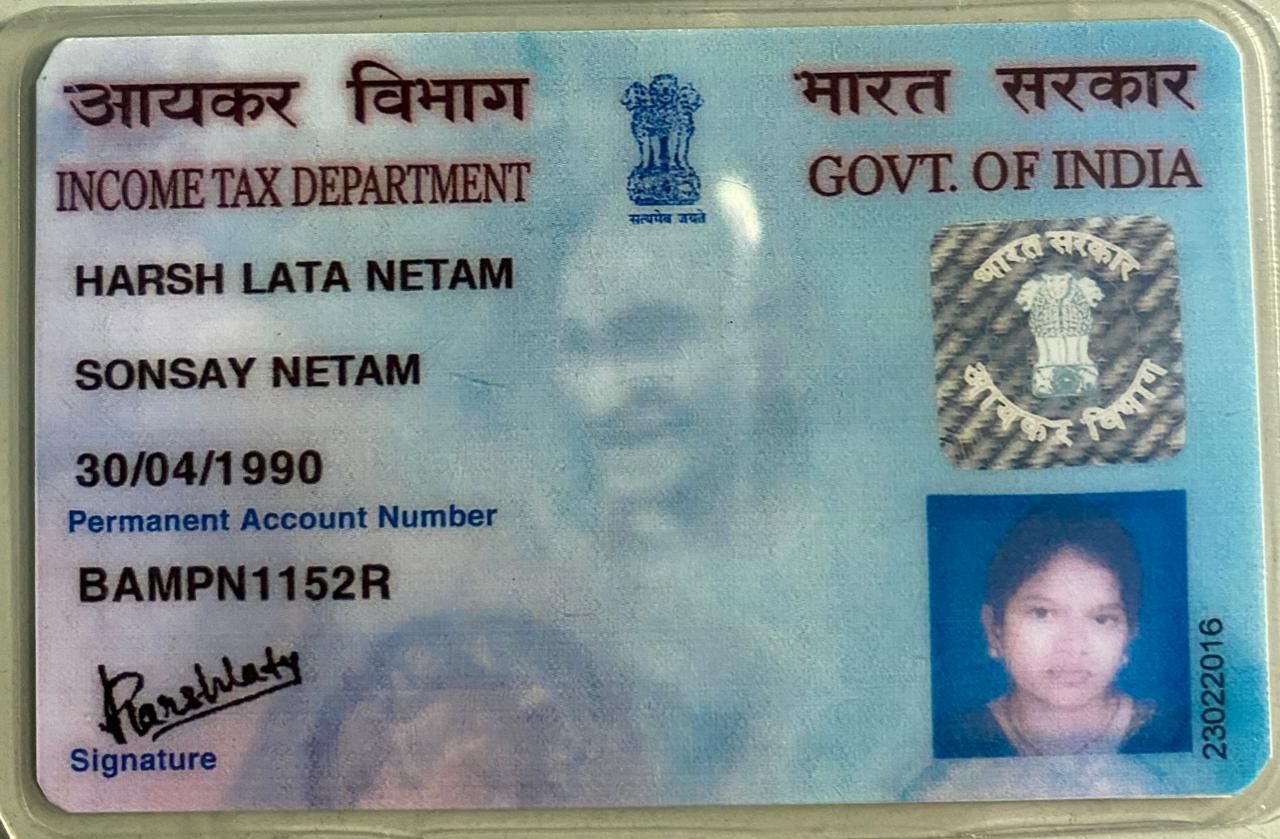 आयकर विभाग
INCOME TAX DEPARTMENT
सत्यमेव जयते
भारत सरकार
GOVT. OF INDIA
HARSH LATA NETAM
SONSAY NETAM
30/04/1990
Permanent Account Number
BAMPN1152R
Harshlata
Signature
भारत सरकार
आयकर विभाग
23022016